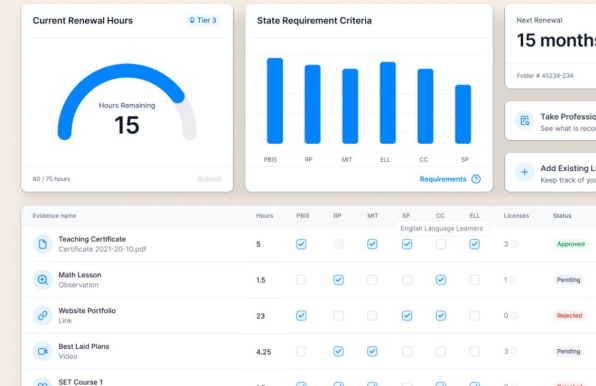 Current Renewal Hours
Tier 3
Hours Remaining
15
60 / 75 hours
Submit
State Requirement Criteria
PBIS RP MIT ELL CC SP
Requirements
Next Renewal
15 months
Folder # 4523X-234
Take Professio
See what is reco
Add Existing Li
Keep track of you
Evidence name Hours PBIS RP MIT SP CC ELL Licenses Status
English Language Learners
Teaching Certificate
Certificate 2021-20-10.pdf
5 3 Approved
Math Lesson
Observation
1.5 1 Pending
Website Portfolio
Link
23 0 Rejected
Best Laid Plans
Video
4.25 3 Pending
SET Course 1